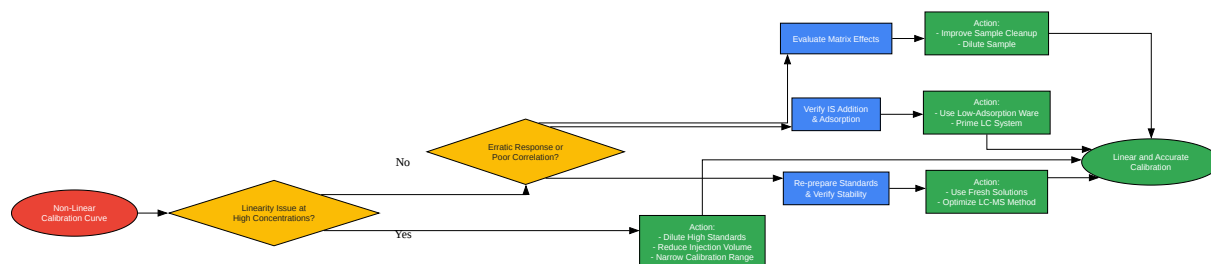 Non-Linear
Calibration Curve
Linearity Issue at
High Concentrations?
No
Yes
Erratic Response or
Poor Correlation?
Action:
- Dilute High Standards
- Reduce Injection Volume
- Narrow Calibration Range
Evaluate Matrix Effects
Verify IS Addition
& Adsorption
Re-prepare Standards
& Verify Stability
Action:
- Improve Sample Cleanup
- Dilute Sample
Action:
- Use Low-Adsorption Ware
- Prime LC System
Action:
- Use Fresh Solutions
- Optimize LC-MS Method
Linear and Accurate
Calibration